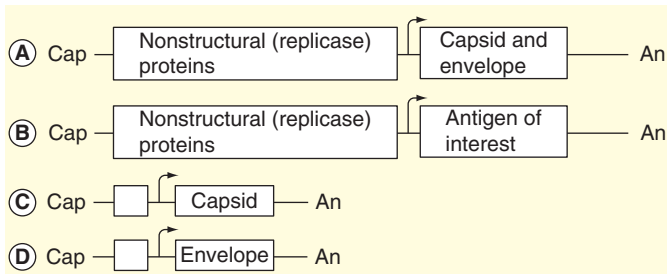 A Cap Nonstructural (replicase) proteins Capsid and envelope An
B Cap Nonstructural (replicase) proteins Antigen of interest An
C Cap Capsid An
D Cap Envelope An